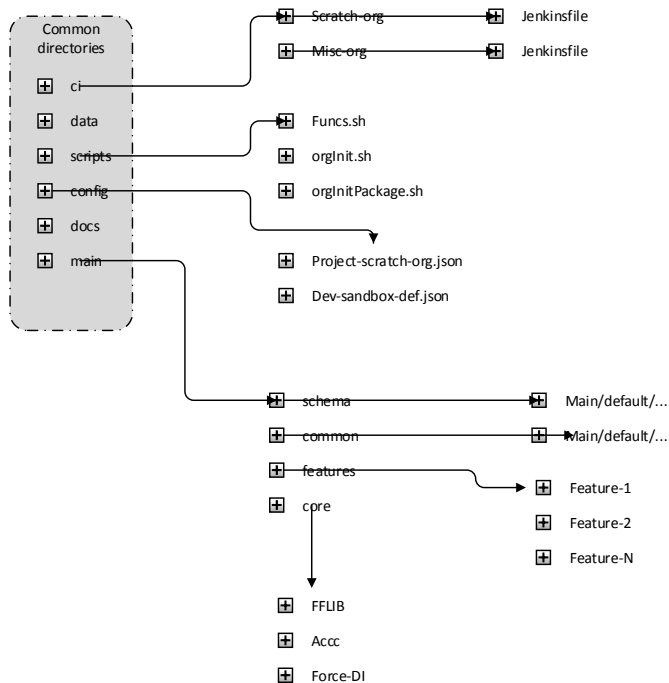 Common
directories
ci
data
scripts
config
docs
main
Scratch-org
Jenkinsfile
Misc-org
Jenkinsfile
Funcs.sh
orgInit.sh
orgInitPackage.sh
Project-scratch-org.json
Dev-sandbox-def.json
schema
Main/default/...
common
Main/default/...
features
core
Feature-1
Feature-2
Feature-N
FFLIB
Accc
Force-DI